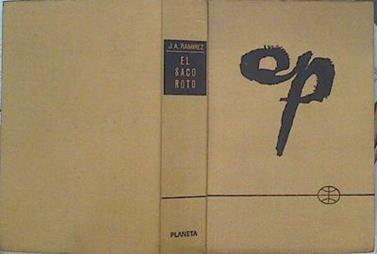 J. A. RAMIREZ
EL
SACO
ROTO
PLANETA
ep